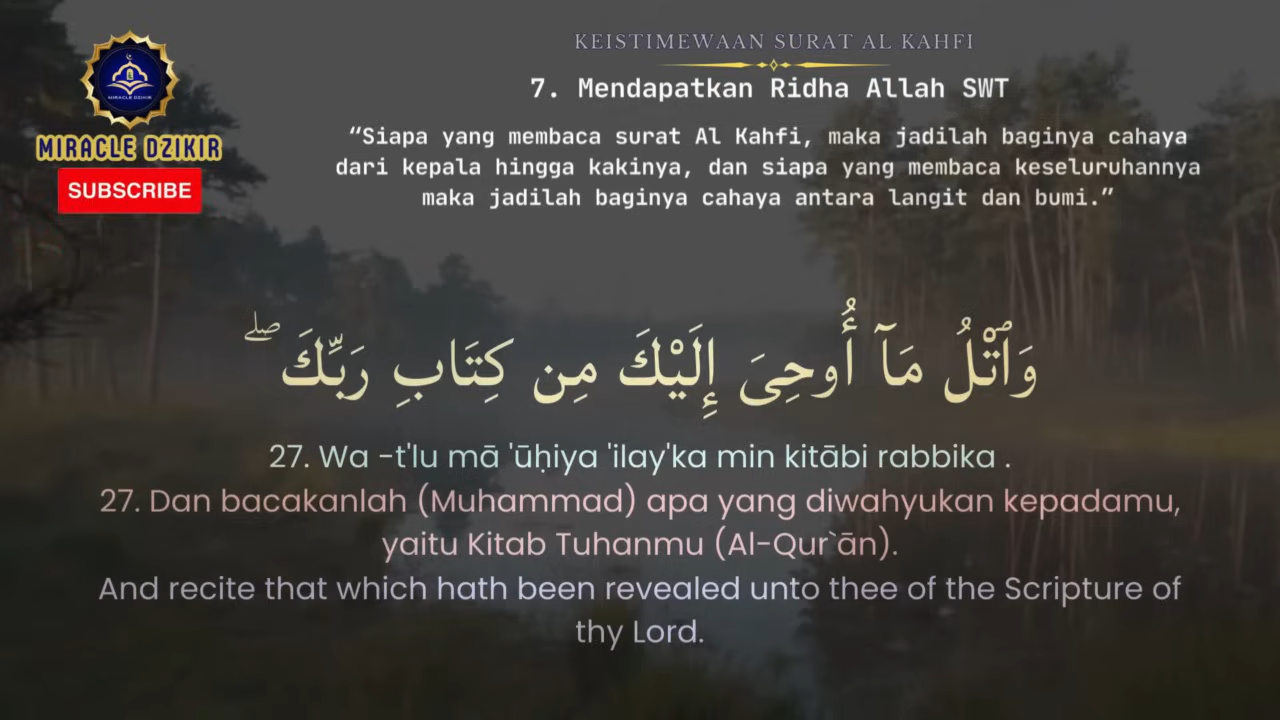 MIRACLE DZIKIR
MIRACLE DZIKIR
SUBSCRIBE
KEISTIMEWAAN SURAT AL KAHFI
7. Mendapatkan Ridha Allah SWT
“Siapa yang membaca surat Al Kahfi, maka jadilah baginya cahaya
dari kepala hingga kakinya, dan siapa yang membaca keseluruhannya
maka jadilah baginya cahaya antara langit dan bumi.”
وَٱتْلُ مَآ أُوحِىَ إِلَيْكَ مِن كِتَابِ رَبِّكَ ۖ
27. Wa -t'lu mā 'ūḥiya 'ilay'ka min kitābi rabbika .
27. Dan bacakanlah (Muhammad) apa yang diwahyukan kepadamu,
yaitu Kitab Tuhanmu (Al-Qur`ān).
And recite that which hath been revealed unto thee of the Scripture of
thy Lord.